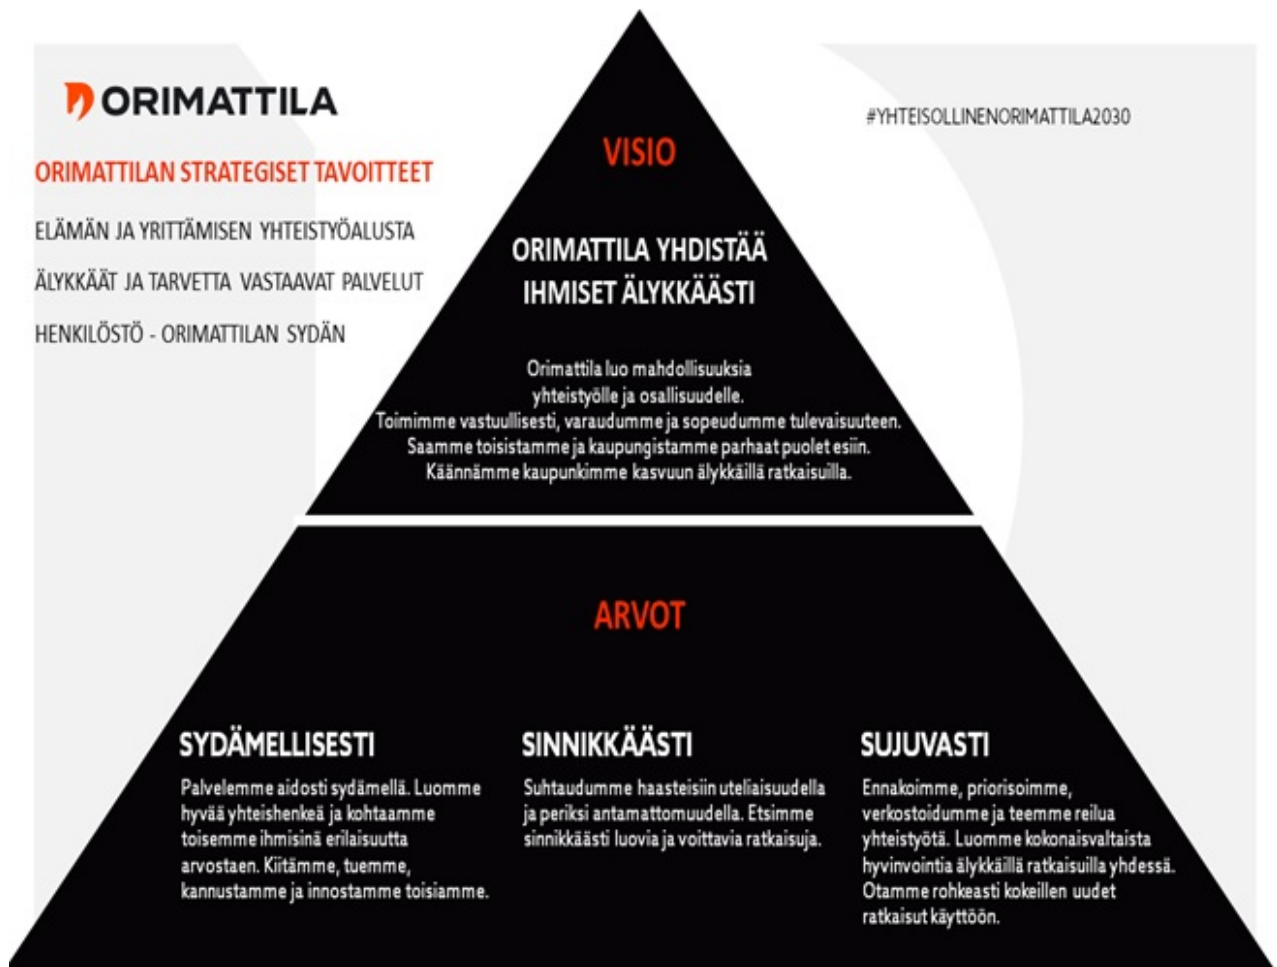 ORIMATTILA
ORIMATTILAN STRATEGISET TAVOITTEET
ELÄMÄN JA YRITTÄMISEN YHTEISTYÖALUSTA
ÄLYKKÄÄT JA TARVETTA VASTAAVAT PALVELUT
HENKILÖSTÖ - ORIMATTILAN SYDÄN
#YHTEISOLLINENORIMATTILA2030
VISIO
ORIMATTILA YHDISTÄÄ
IHMISET ÄLYKKÄÄSTI
Orimattila luo mahdollisuuksia
yhteistyölle ja osallisuudelle.
Toimimme vastuullisesti, varaudumme ja sopeudumme tulevaisuuteen.
Saamme toisistamme ja kaupungistamme parhaat puolet esiin.
Käännämme kaupunkimme kasvuun älykkäillä ratkaisuilla.
ARVOT
SYDÄMELLISESTI
Palvelemme aidosti sydämellä. Luomme
hyvää yhteishenkeä ja kohtaamme
toisemme ihmisinä erilaisuutta
arvostaen. Kiitämme, tuemme,
kannustamme ja innostamme toisiamme.
SINNIKKÄÄSTI
Suhtaudumme haasteisiin uteliaisuudella
ja periksi antamattomuudella. Etsimme
sinnikkäästi luovia ja voittavia ratkaisuja.
SUJUVASTI
Ennakoimme, priorisoimme,
verkostoidumme ja teemme reilua
yhteistyötä. Luomme kokonaisvaltaista
hyvinvointia älykkäillä ratkaisuilla yhdessä.
Otamme rohkeasti kokeillen uudet
ratkaisut käyttöön.